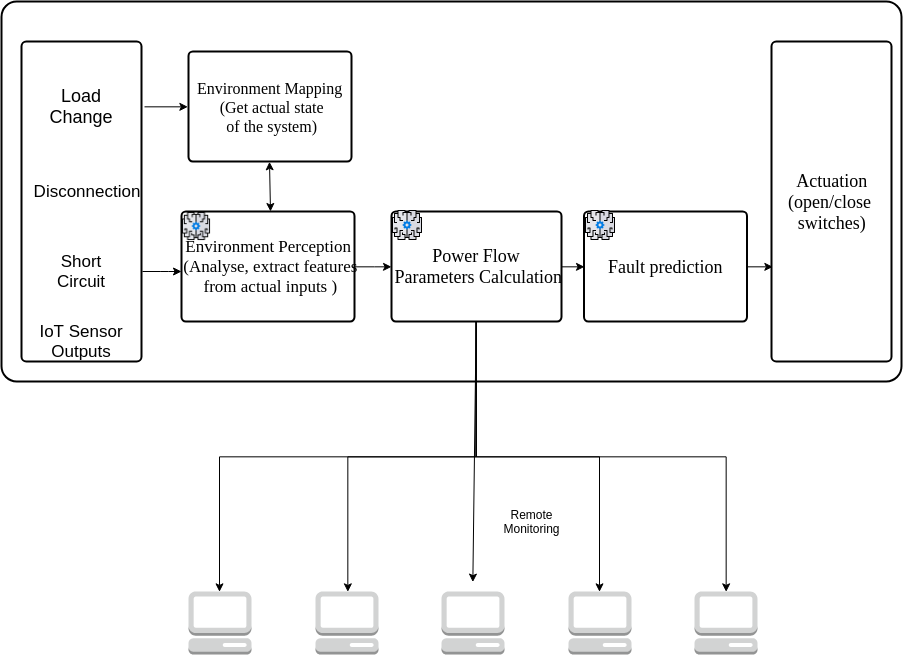 Load
Change
Disconnection
Short
Circuit
IoT Sensor
Outputs
Environment Mapping
(Get actual state
of the system)
Environment Perception
(Analyse, extract features
from actual inputs )
Power Flow
Parameters Calculation
Fault prediction
Actuation
(open/close
switches)
Remote
Monitoring